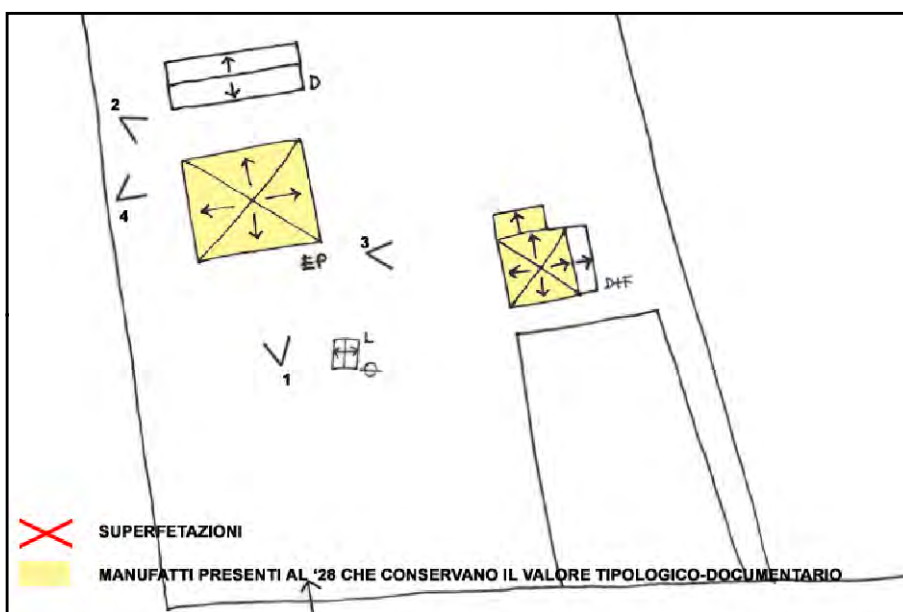 D
2
4
EP
3
D+F
L
1
SUPERFETAZIONI
MANUFATTI PRESENTI AL '28 CHE CONSERVANO IL VALORE TIPOLOGICO-DOCUMENTARIO